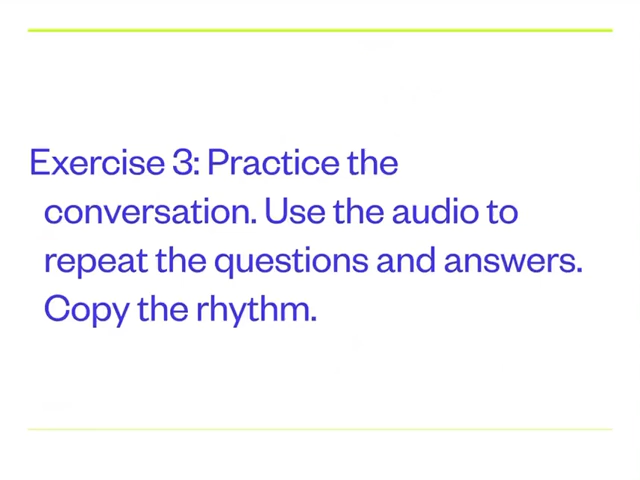 Exercise 3: Practice the
conversation. Use the audio to
repeat the questions and answers.
Copy the rhythm.